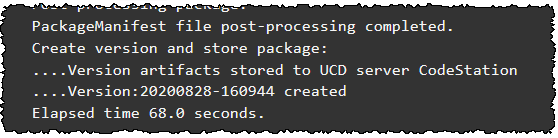 PackageManifest file post-processing completed.
Create version and store package:
....Version artifacts stored to UCD server CodeStation
....Version:20200828-160944 created
Elapsed time 68.0 seconds.